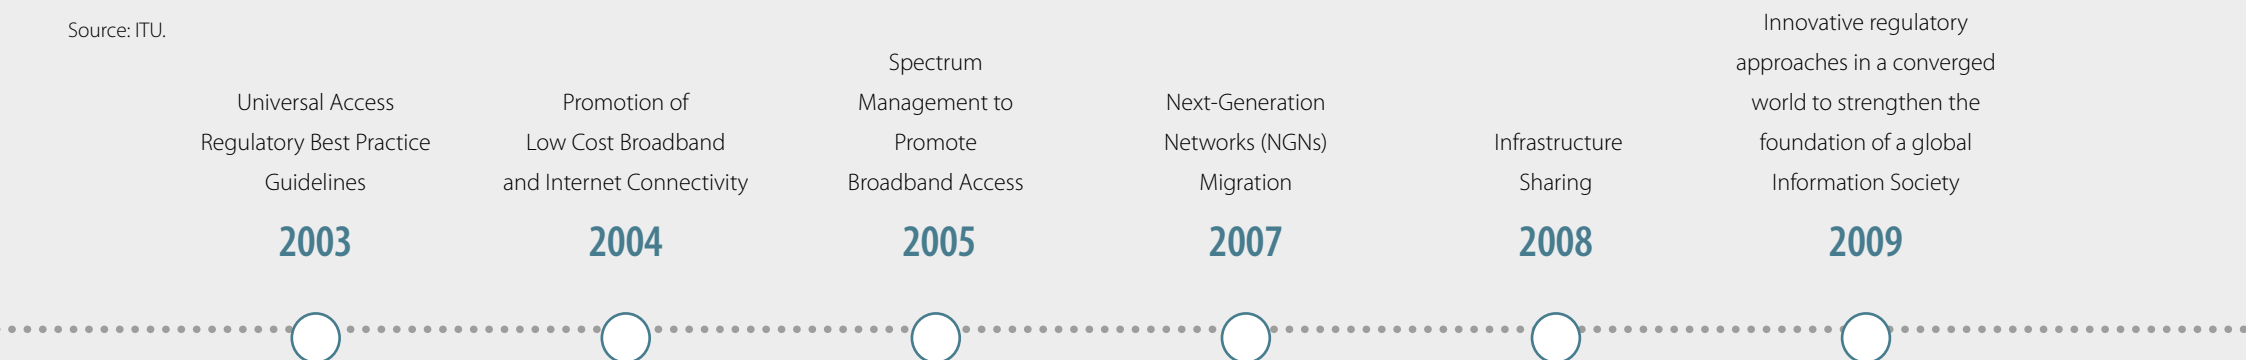 Source: ITU.
Universal Access
Regulatory Best Practice
Guidelines
2003
Promotion of
Low Cost Broadband
and Internet Connectivity
2004
Spectrum
Management to
Promote
Broadband Access
2005
Next-Generation
Networks (NGNs)
Migration
2007
Infrastructure
Sharing
2008
Innovative regulatory
approaches in a converged
world to strengthen the
foundation of a global
Information Society
2009